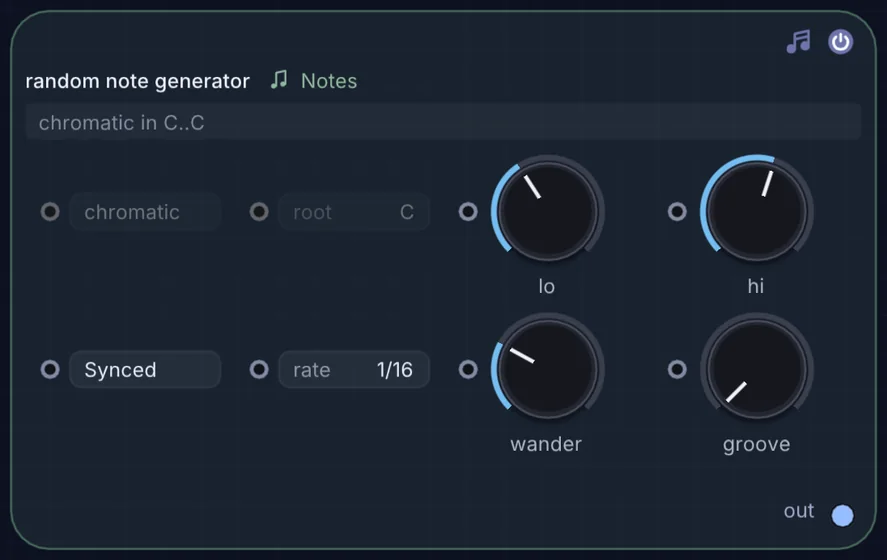 random note generator Notes
chromatic in C..C
chromatic root C
lo hi
Synced rate 1/16
wander groove
out